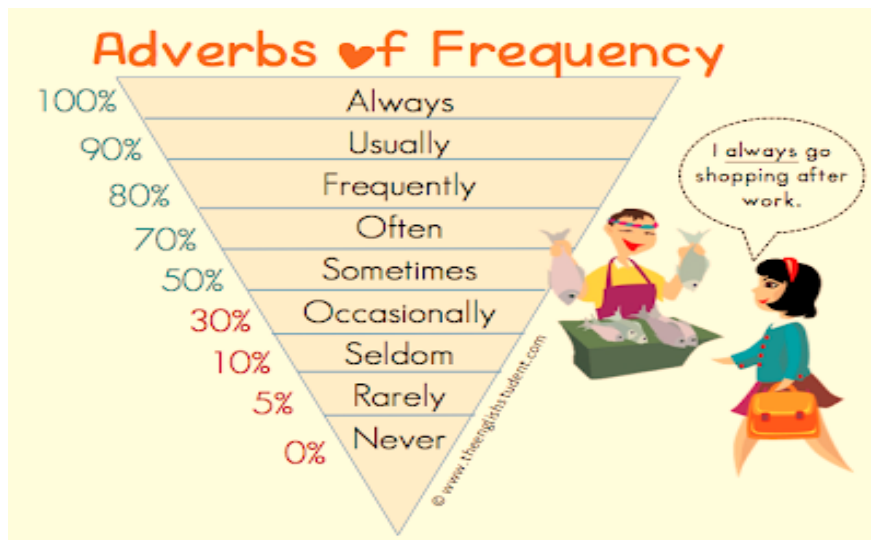 Adverbs of Frequency
100% Always
90% Usually
80% Frequently
70% Often
50% Sometimes
30% Occasionally
10% Seldom
5% Rarely
0% Never
I always go
shopping after
work.
© www.theenglishstudent.com